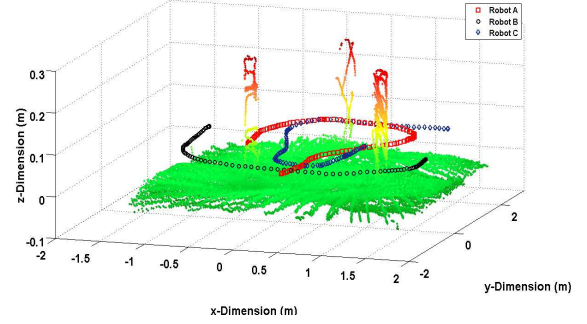 Robot A
Robot B
Robot C
0.3
0.2
0.1
0
-0.1
z-Dimension (m)
-2
-1.5
-1
-0.5
0
0.5
1
1.5
2
x-Dimension (m)
-2
0
2
y-Dimension (m)